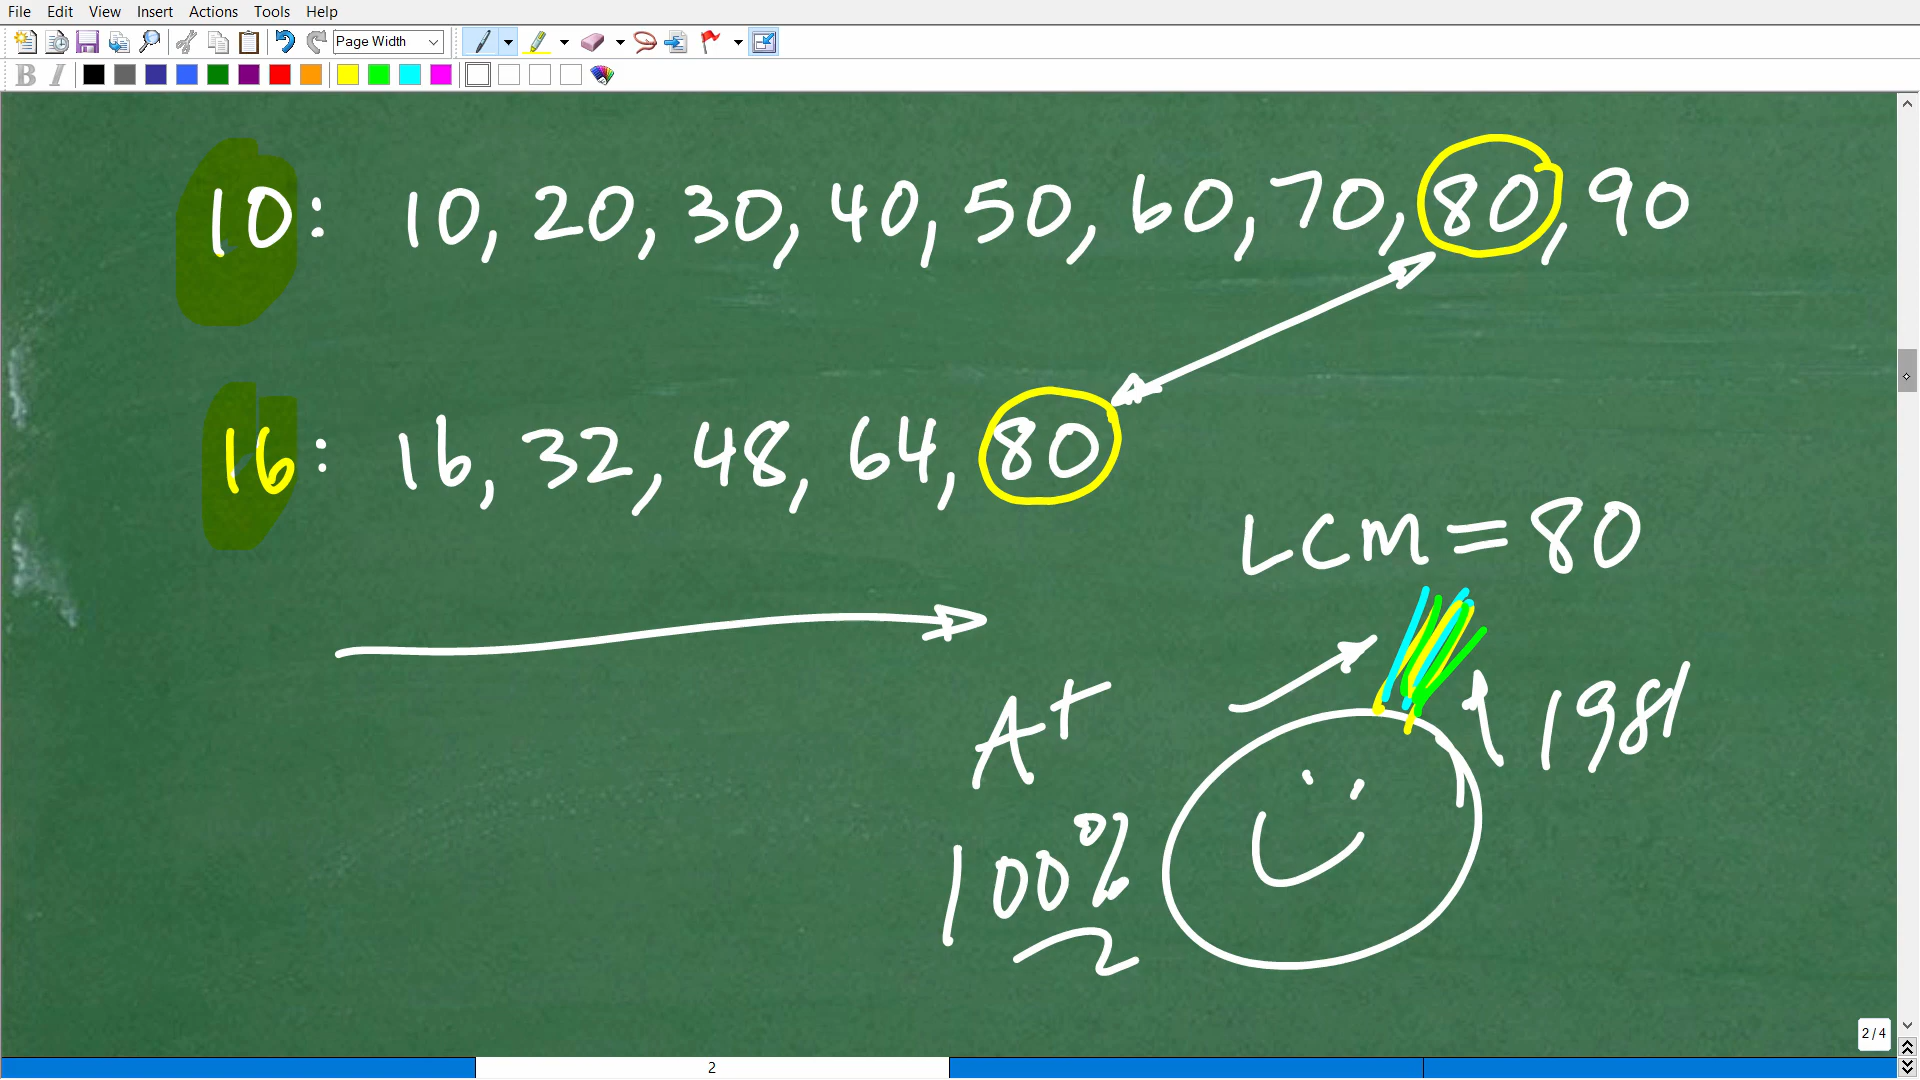 File Edit View Insert Actions Tools Help
Page Width
B I
10: 10, 20, 30, 40, 50, 60, 70, 80, 90
16: 16, 32, 48, 64, 80
LCM = 80
A+
1981
100%
2/4
2